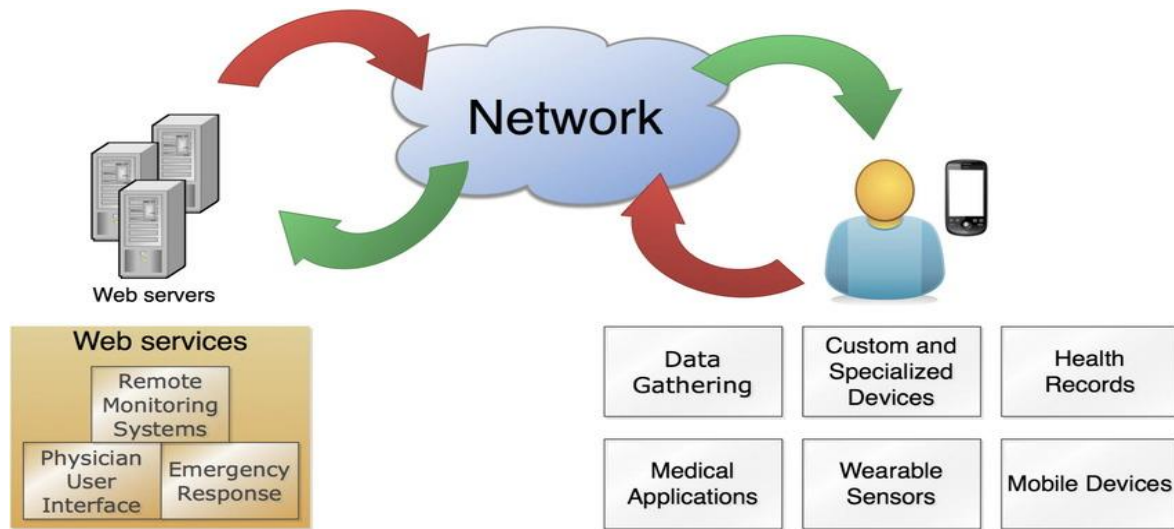 Network
Web servers
Web services
Remote
Monitoring
Systems
Physician
User
Interface
Emergency
Response
Data
Gathering
Custom and
Specialized
Devices
Health
Records
Medical
Applications
Wearable
Sensors
Mobile Devices